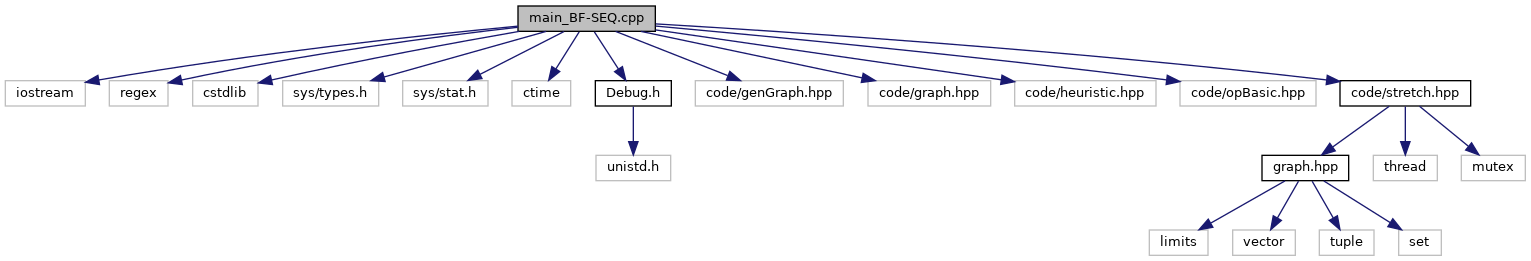 main_BF-SEQ.cpp
iostream
regex
cstdlib
sys/types.h
sys/stat.h
ctime
Debug.h
code/genGraph.hpp
code/graph.hpp
code/heuristic.hpp
code/opBasic.hpp
code/stretch.hpp
unistd.h
graph.hpp
thread
mutex
limits
vector
tuple
set